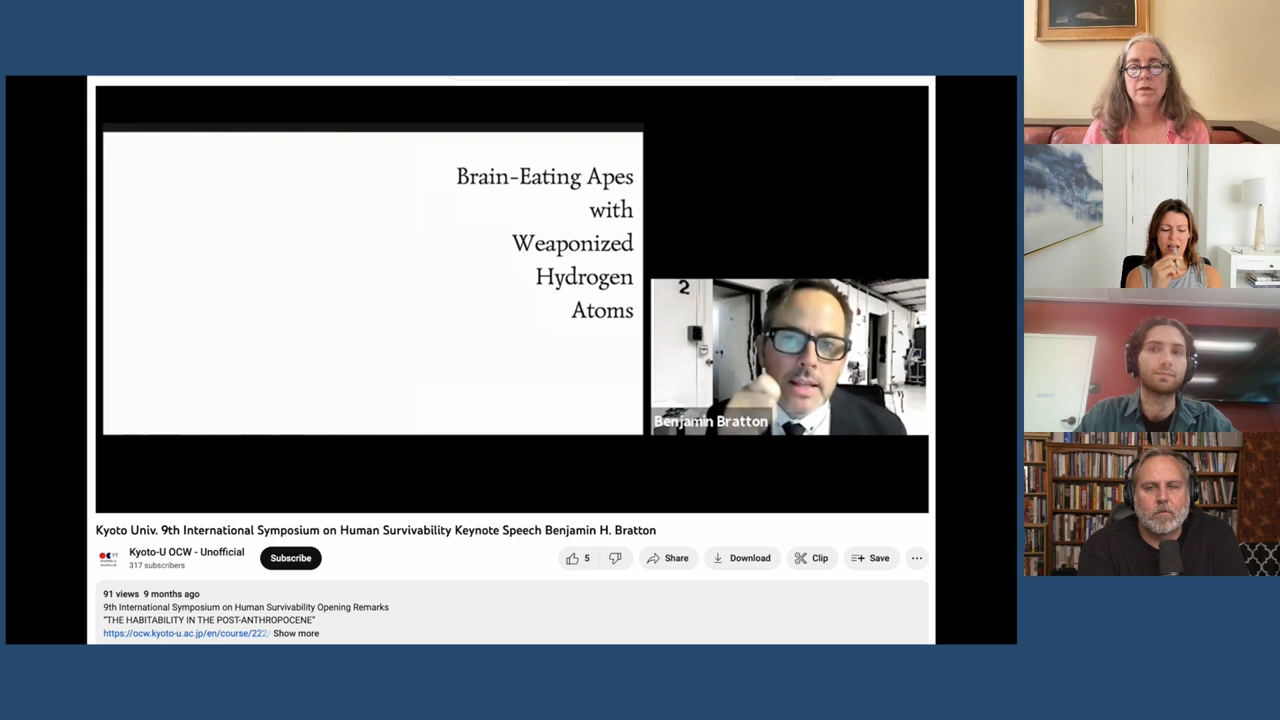 Brain-Eating Apes
with
Weaponized
Hydrogen
Atoms
2
Benjamin Bratton
Kyoto Univ. 9th International Symposium on Human Survivability Keynote Speech Benjamin H. Bratton
Kyoto-U OCW - Unofficial
317 subscribers
Subscribe
5
Share
Download
Clip
Save
91 views 9 months ago
9th International Symposium on Human Survivability Opening Remarks
"THE HABITABILITY IN THE POST-ANTHROPOCENE"
https://ocw.kyoto-u.ac.jp/en/course/222/ Show more